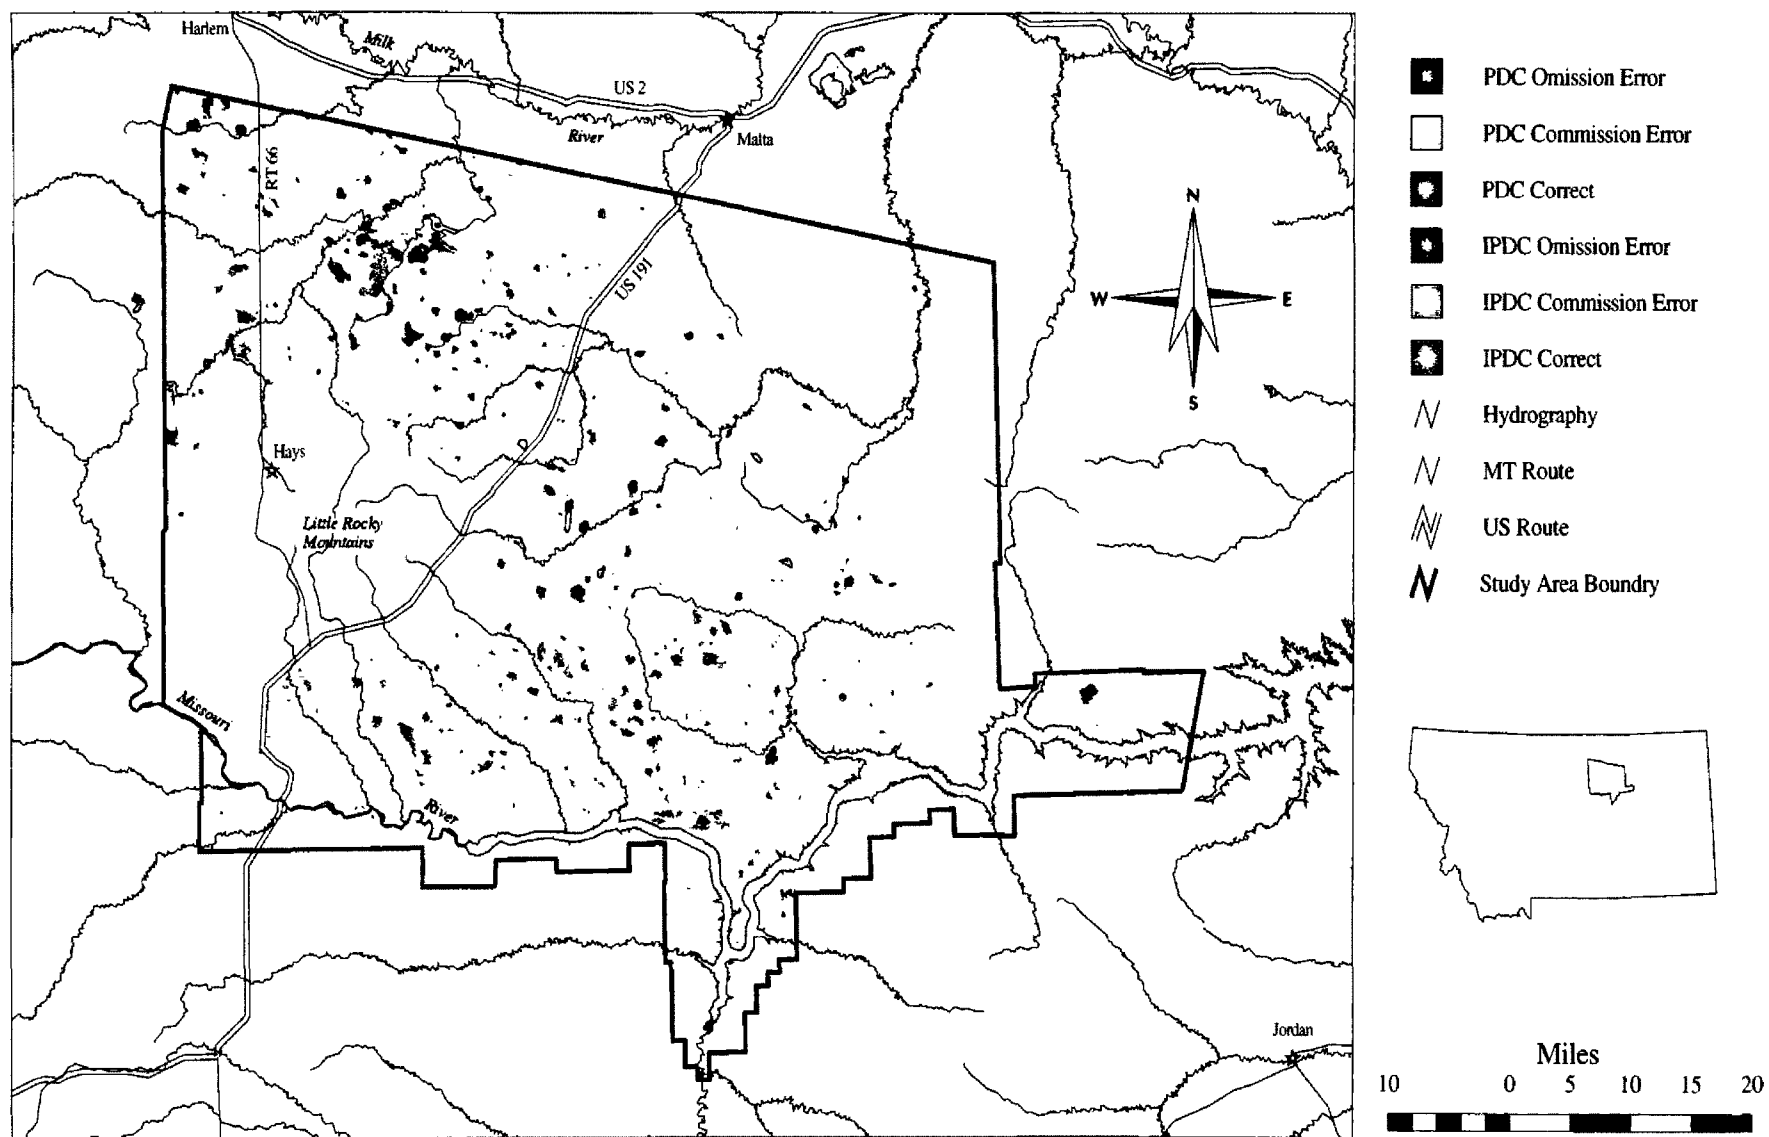 Harlem
Milk
US 2
River
Malta
RT 66
US 191
N
W
E
S
Hays
Little Rocky
Mountains
Missouri
River
Jordan
PDC Omission Error
PDC Commission Error
PDC Correct
IPDC Omission Error
IPDC Commission Error
IPDC Correct
Hydrography
MT Route
US Route
Study Area Boundry
Miles
10 0 5 10 15 20